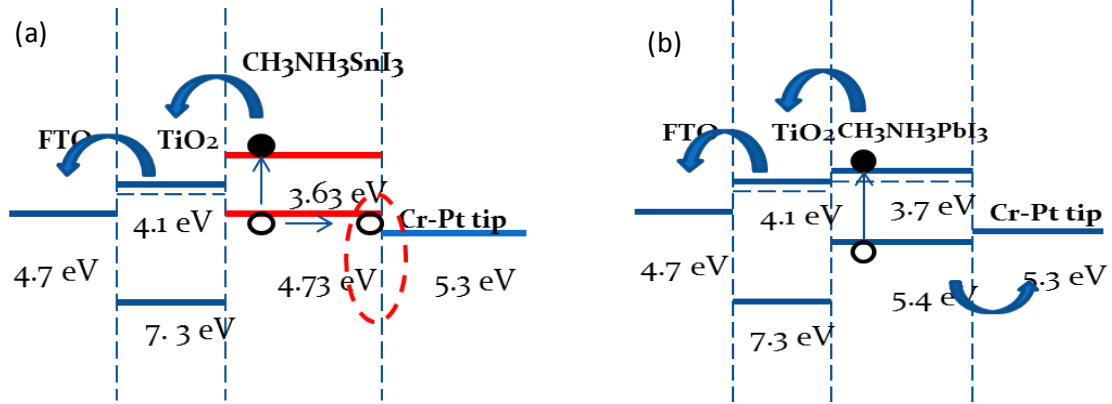 (a)
CH3NH3SnI3
FTO
TiO2
3.63 eV
4.1 eV
Cr-Pt tip
4.7 eV
4.73 eV
5.3 eV
7. 3 eV
(b)
FTO
TiO2
CH3NH3PbI3
4.1 eV
3.7 eV
Cr-Pt tip
4.7 eV
5.4 eV
5.3 eV
7.3 eV